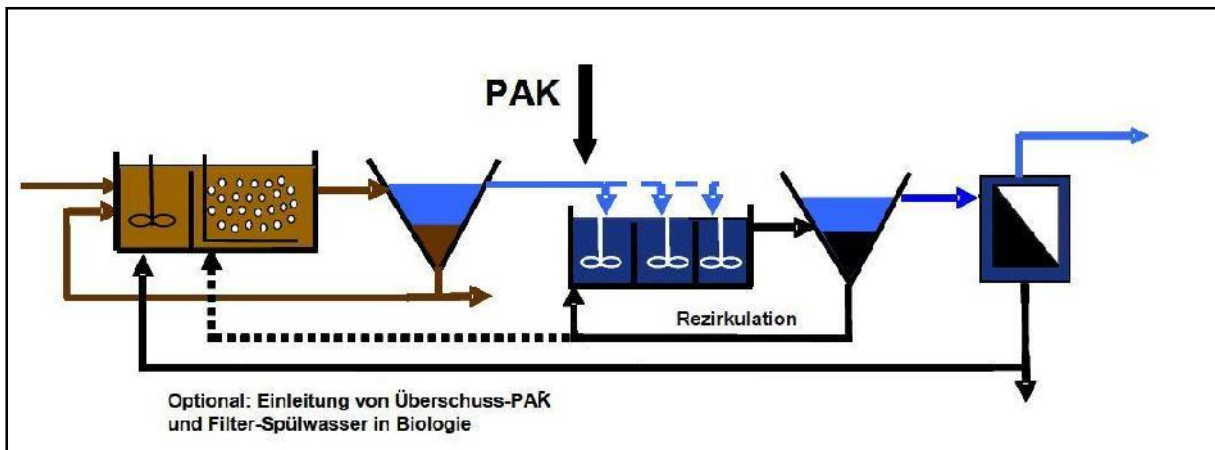 PAK
Rezirkulation
Optional: Einleitung von Überschuss-PAK
und Filter-Spülwasser in Biologie